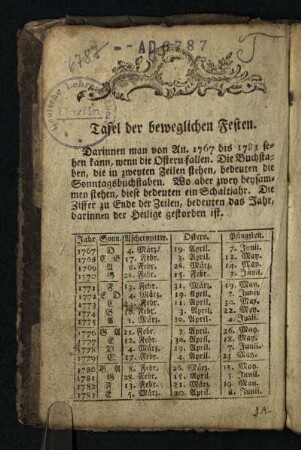 6787
--AD 6787
Tafel der beweglichen Festen.
Darinnen man von An. 1767 bis 1781 se-
hen kann, wenn die Ostern fallen. Die Buchsta-
ben, die in zweyten Zeilen stehen, bedeuten die
Sonntagsbuchstaben. Wo aber zwey beysam-
men stehen, diese bedeuten ein Schaltjahr. Die
Ziffer zu Ende der Zeilen, bedeuten das Jahr,
darinnen der Heilige gestorben ist.
Jahr Sonn. Aschermittw. Ostern. Pfingsten.
1767 D 4. März. 19. April. 7. Junii.
1768 C B 17. Febr. 3. April. 22. May.
1769 A 8. Febr. 26. März. 14. May.
1770 G 28. Febr. 15. April. 3. Junii.
1771 F 13. Febr. 31. März. 19. May.
1772 E D 4. März. 19. April. 7. Junii.
1773 C Febr. 11. April. 30. May.
1774 B Febr. 3. April. 22. May.
1775 A 1. März. 16. April. 4. Junii.
1776 G 21. Febr. 7. April. 26. May.
1777 E 12. Febr. 30. März. 18. May.
1778 D 4. März. 19. April. 7. Junii.
1779 C 17. Febr. 4. April. 23 May.
1780 B A 8. Febr. 26. März. 15. May.
1781 G 28. Febr. 15. April. 3. Junii.
1782 F 13. Febr. 31. März. 19. May.
1781 E 5. März. 20. April. 8. Junii.